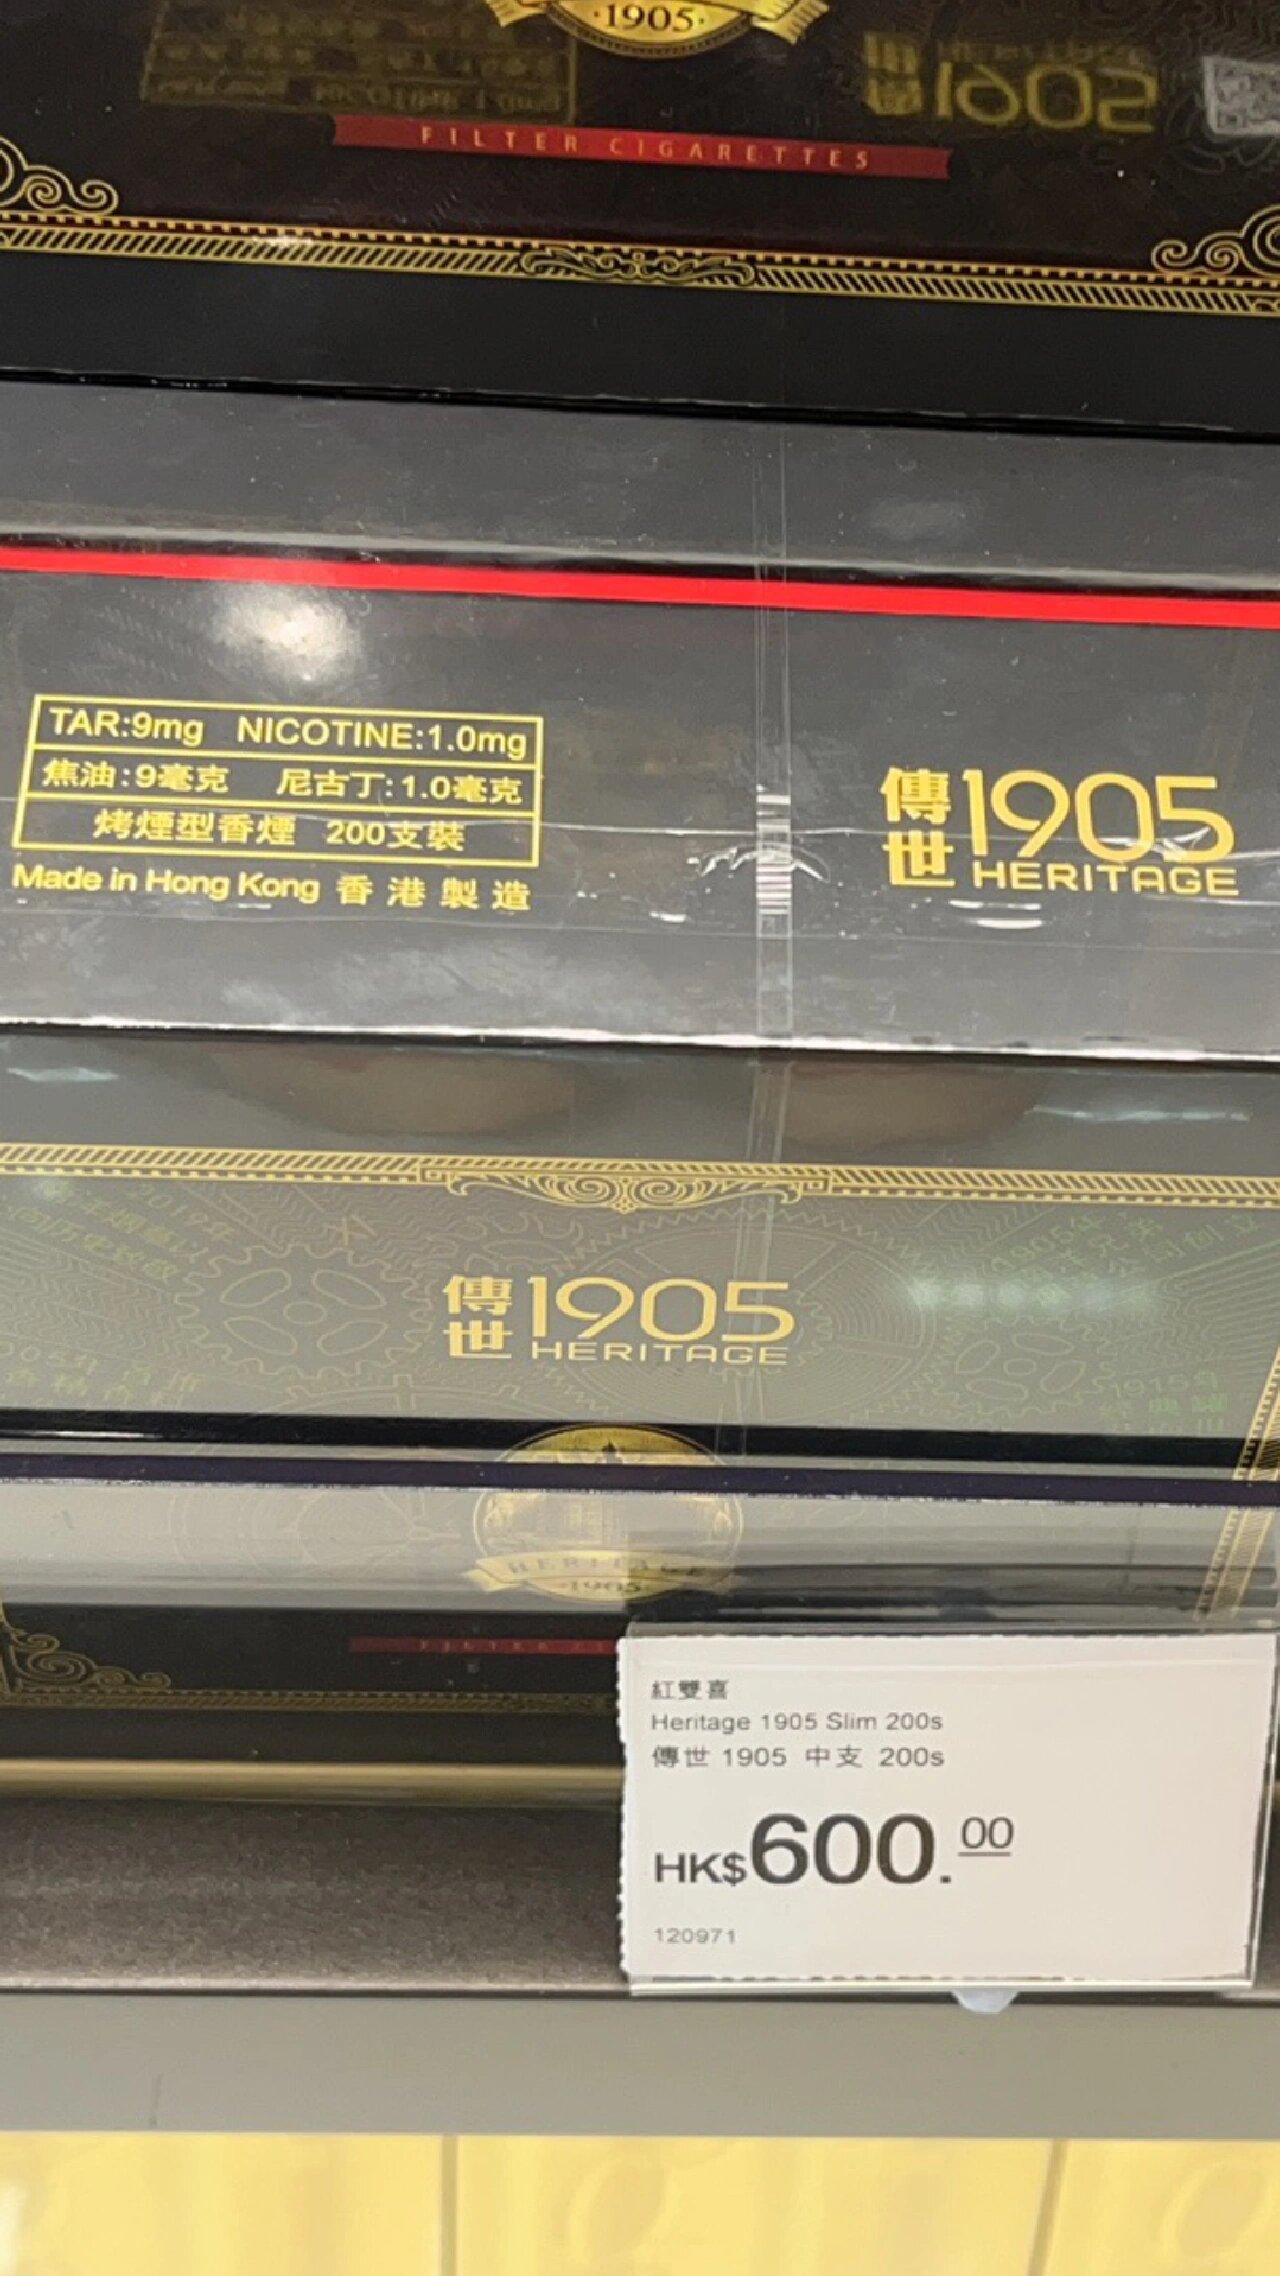 ·1905·
FILTER CIGARETTES
TAR:9mg NICOTINE:1.0mg
焦油:9毫克 尼古丁:1.0毫克
烤煙型香煙 200支裝
Made in Hong Kong 香港製造
傳世 1905
HERITAGE
傳世 1905
HERITAGE
HERITAGE
·1905·
紅雙喜
Heritage 1905 Slim 200s
傳世 1905 中支 200s
HK$600.00
120971